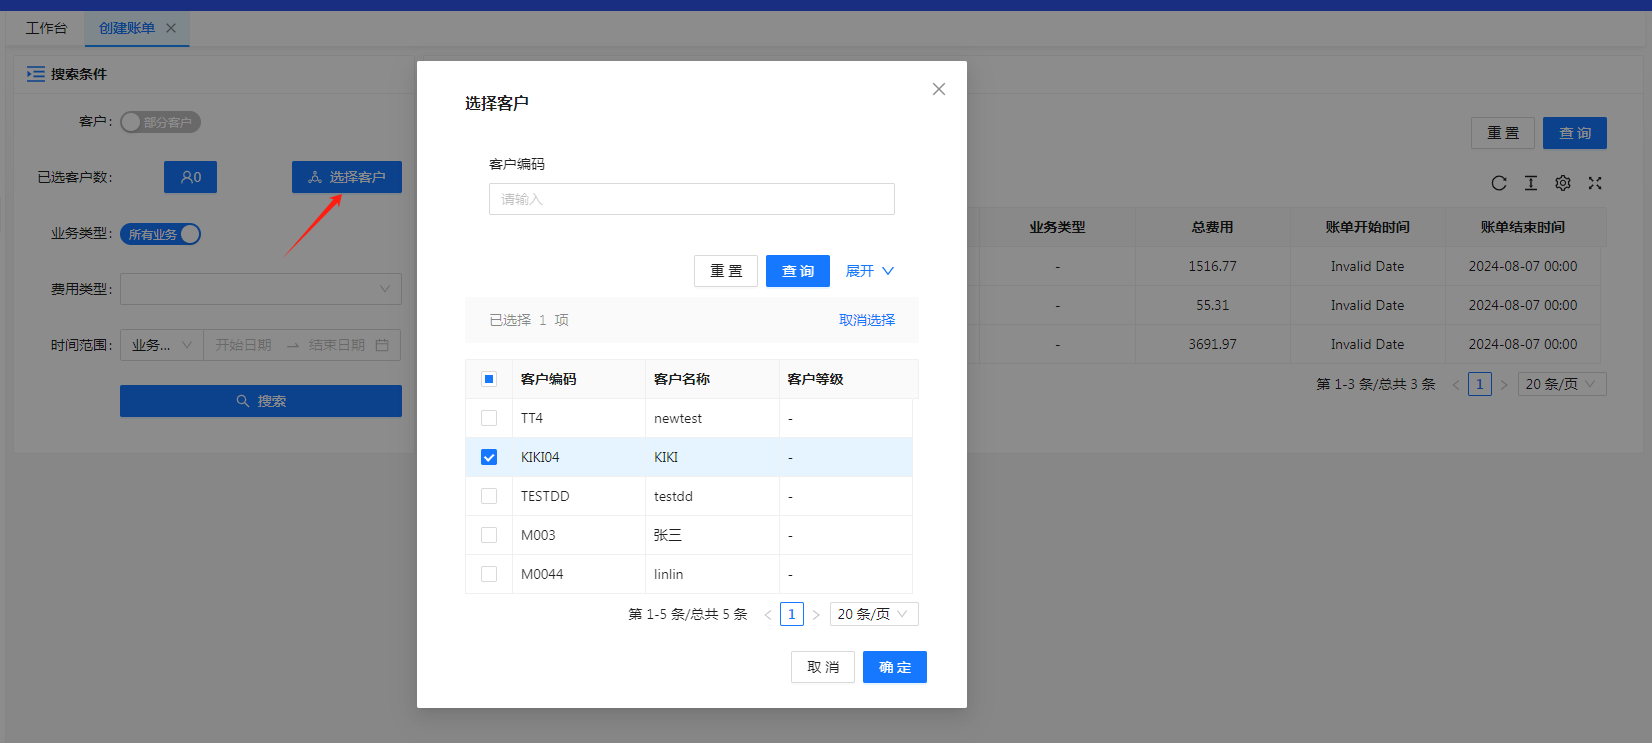 工作台 创建账单
搜索条件
客户: 部分客户
已选客户数: 0 选择客户
业务类型: 所有业务
费用类型:
时间范围: 业务... 开始日期 结束日期
搜索
选择客户
客户编码
请输入
重 置 查 询 展开
已选择 1 项 取消选择
客户编码 客户名称 客户等级
TT4 newtest -
KIKI04 KIKI -
TESTDD testdd -
M003 张三 -
M0044 linlin -
第 1-5 条/总共 5 条 1 20 条/页
取 消 确 定
重 置 查 询
业务类型 总费用 账单开始时间 账单结束时间
- 1516.77 Invalid Date 2024-08-07 00:00
- 55.31 Invalid Date 2024-08-07 00:00
- 3691.97 Invalid Date 2024-08-07 00:00
第 1-3 条/总共 3 条 1 20 条/页